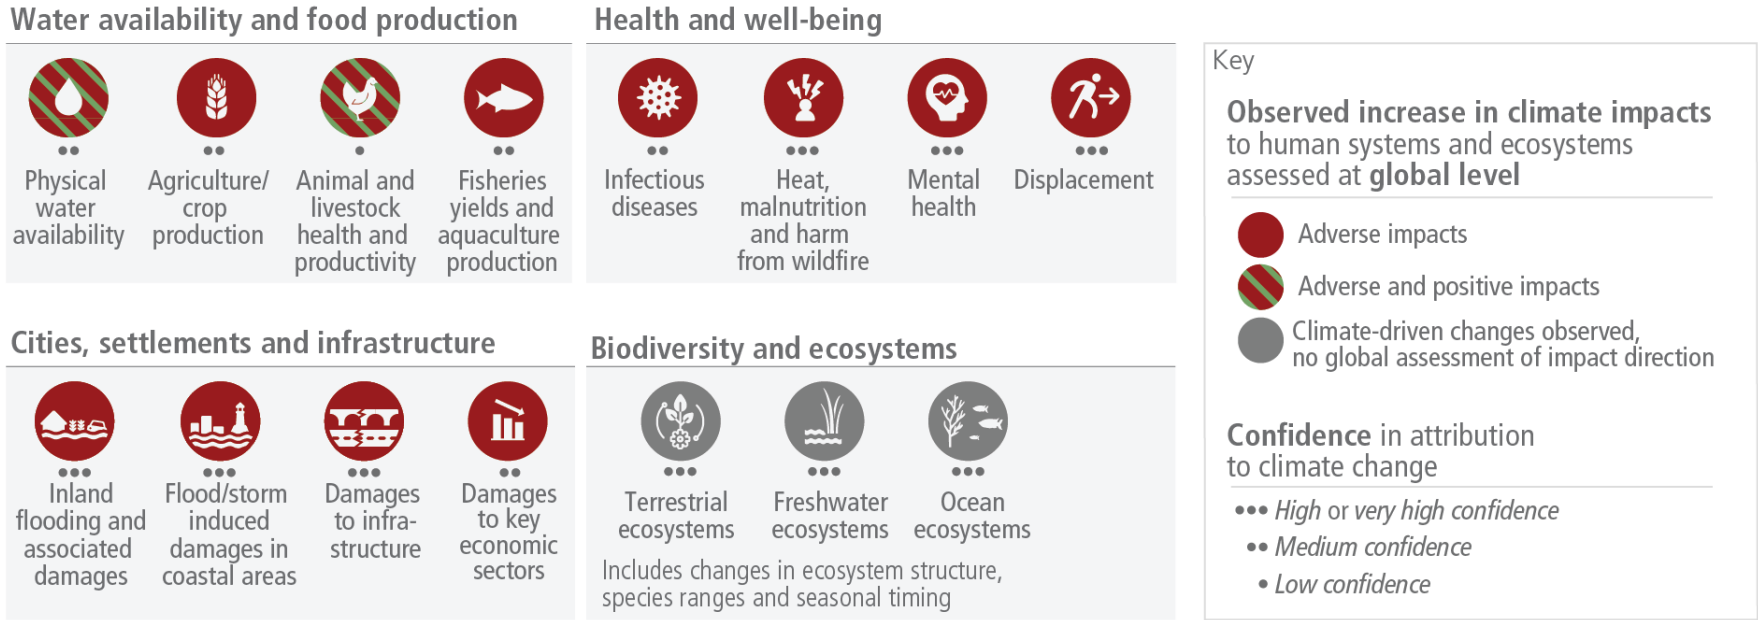 Water availability and food production
Physical
water
availability
Agriculture/
crop
production
Animal and
livestock
health and
productivity
Fisheries
yields and
aquaculture
production
Health and well-being
Infectious
diseases
Heat,
malnutrition
and harm
from wildfire
Mental
health
Displacement
Cities, settlements and infrastructure
Inland
flooding and
associated
damages
Flood/storm
induced
damages in
coastal areas
Damages
to infra-
structure
Damages
to key
economic
sectors
Biodiversity and ecosystems
Terrestrial
ecosystems
Freshwater
ecosystems
Ocean
ecosystems
Includes changes in ecosystem structure,
species ranges and seasonal timing
Key
Observed increase in climate impacts
to human systems and ecosystems
assessed at global level
Adverse impacts
Adverse and positive impacts
Climate-driven changes observed,
no global assessment of impact direction
Confidence in attribution
to climate change
High or very high confidence
Medium confidence
Low confidence